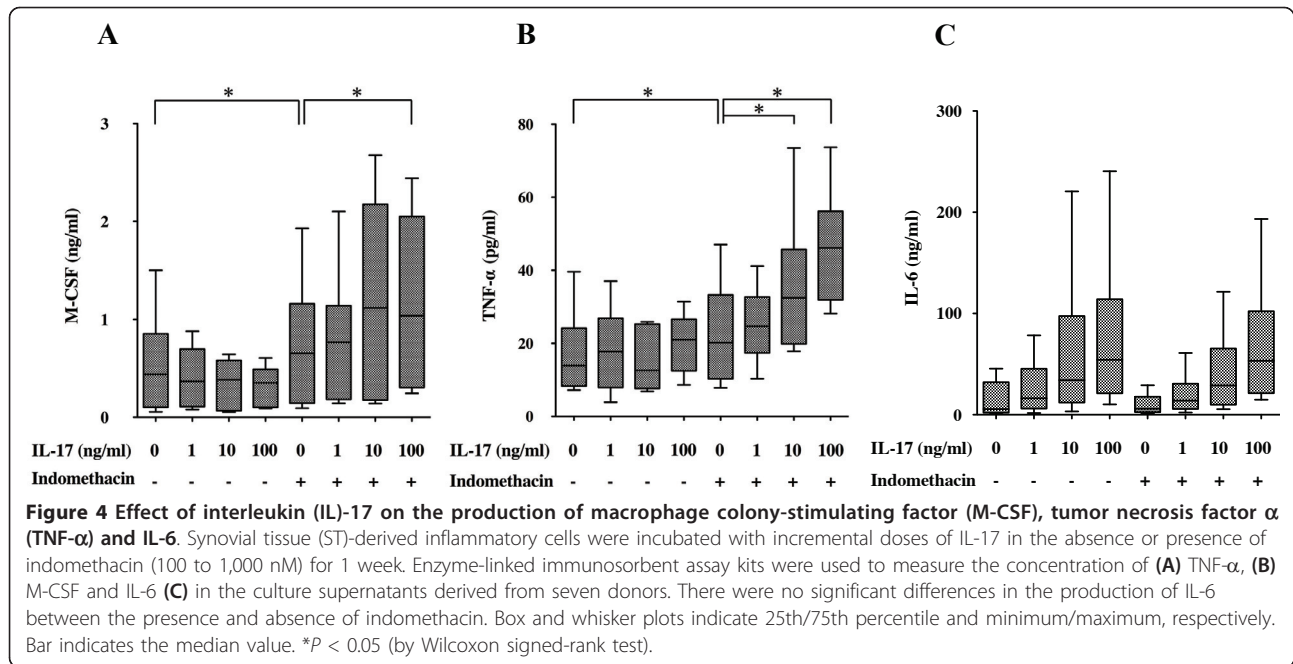 A
B
C
*
*
*
*
*
3
2
1
0
M-CSF (ng/ml)
80
60
40
20
0
TNF-α (pg/ml)
300
200
100
0
IL-6 (ng/ml)
IL-17 (ng/ml) 0 1 10 100 0 1 10 100
Indomethacin - - - - + + + +
IL-17 (ng/ml) 0 1 10 100 0 1 10 100
Indomethacin - - - - + + + +
IL-17 (ng/ml) 0 1 10 100 0 1 10 100
Indomethacin - - - - + + + +
Figure 4 Effect of interleukin (IL)-17 on the production of macrophage colony-stimulating factor (M-CSF), tumor necrosis factor α
(TNF-α) and IL-6. Synovial tissue (ST)-derived inflammatory cells were incubated with incremental doses of IL-17 in the absence or presence of
indomethacin (100 to 1,000 nM) for 1 week. Enzyme-linked immunosorbent assay kits were used to measure the concentration of (A) TNF-α, (B)
M-CSF and IL-6 (C) in the culture supernatants derived from seven donors. There were no significant differences in the production of IL-6
between the presence and absence of indomethacin. Box and whisker plots indicate 25th/75th percentile and minimum/maximum, respectively.
Bar indicates the median value. *P < 0.05 (by Wilcoxon signed-rank test).